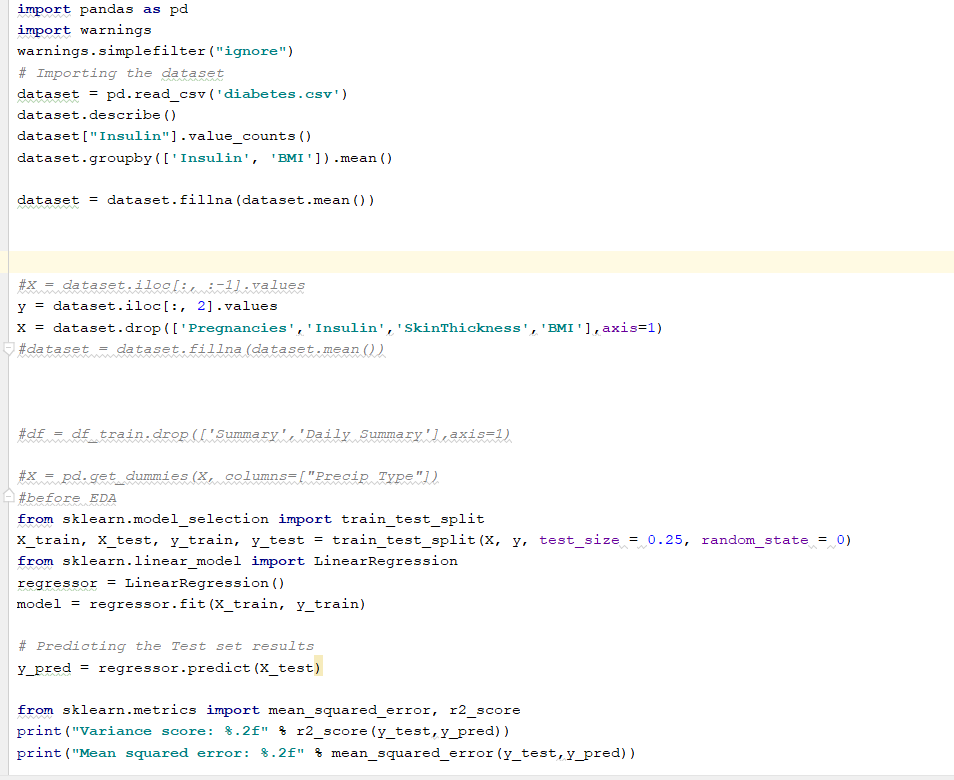 import pandas as pd
import warnings
warnings.simplefilter("ignore")
# Importing the dataset
dataset = pd.read_csv('diabetes.csv')
dataset.describe()
dataset["Insulin"].value_counts()
dataset.groupby(['Insulin', 'BMI']).mean()
dataset = dataset.fillna(dataset.mean())
#X = dataset.iloc[:, :-1].values
y = dataset.iloc[:, 2].values
X = dataset.drop(['Pregnancies','Insulin','SkinThickness','BMI'],axis=1)
#dataset = dataset.fillna(dataset.mean())
#df = df_train.drop(['Summary','Daily Summary'],axis=1)
#X = pd.get_dummies(X, columns=["Precip Type"])
#before EDA
from sklearn.model_selection import train_test_split
X_train, X_test, y_train, y_test = train_test_split(X, y, test_size = 0.25, random_state = 0)
from sklearn.linear_model import LinearRegression
regressor = LinearRegression()
model = regressor.fit(X_train, y_train)
# Predicting the Test set results
y_pred = regressor.predict(X_test)
from sklearn.metrics import mean_squared_error, r2_score
print("Variance score: %.2f" % r2_score(y_test,y_pred))
print("Mean squared error: %.2f" % mean_squared_error(y_test,y_pred))